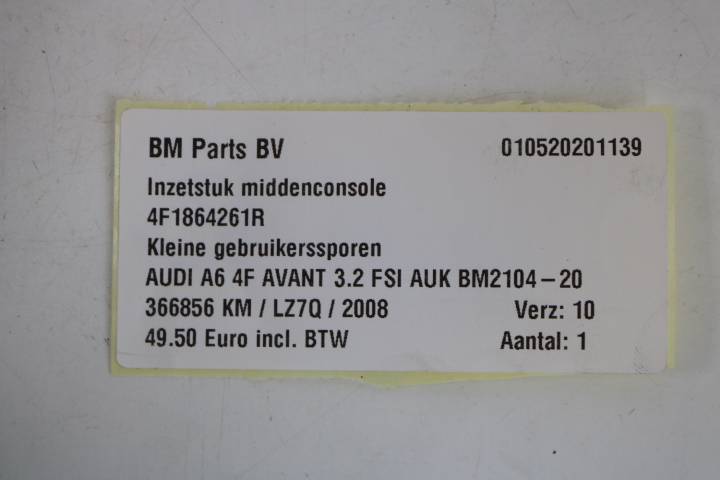 BM Parts BV 010520201139
Inzetstuk middenconsole
4F1864261R
Kleine gebruikerssporen
AUDI A6 4F AVANT 3.2 FSI AUK BM2104-20
366856 KM / LZ7Q / 2008 Verz: 10
49.50 Euro incl. BTW Aantal: 1